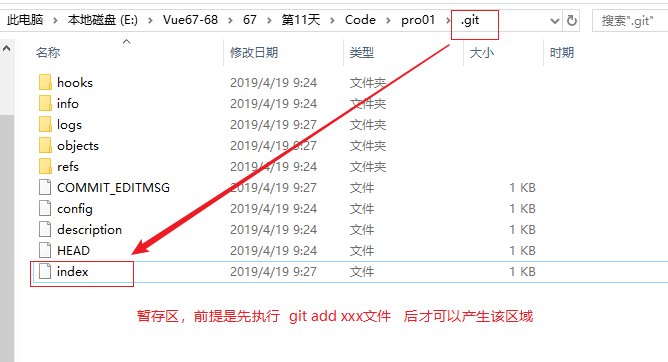 此电脑 > 本地磁盘 (E:) > Vue67-68 > 67 > 第11天 > Code > pro01 > .git 搜索".git"
名称 修改日期 类型 大小 时期
hooks 2019/4/19 9:24 文件夹
info 2019/4/19 9:24 文件夹
logs 2019/4/19 9:27 文件夹
objects 2019/4/19 9:27 文件夹
refs 2019/4/19 9:24 文件夹
COMMIT_EDITMSG 2019/4/19 9:27 文件 1 KB
config 2019/4/19 9:24 文件 1 KB
description 2019/4/19 9:24 文件 1 KB
HEAD 2019/4/19 9:24 文件 1 KB
index 2019/4/19 9:27 文件 1 KB
暂存区，前提是先执行 git add xxx文件 后才可以产生该区域